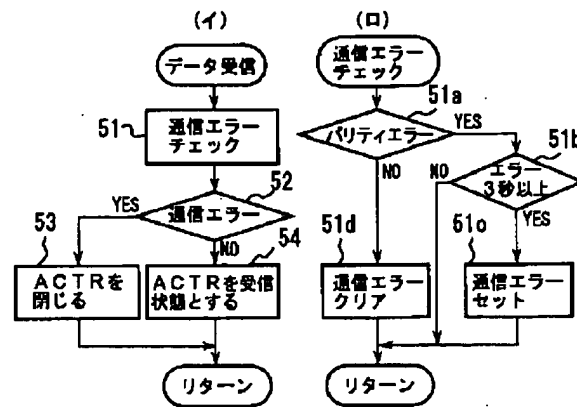 (イ)
データ受信
51
通信エラー
チェック
52
通信エラー
YES
NO
53
ACTRを
閉じる
54
ACTRを受信
状態とする
リターン
(ロ)
通信エラー
チェック
51a
パリティエラー
YES
NO
51b
エラー
3秒以上
NO
YES
51d
通信エラー
クリア
51c
通信エラー
セット
リターン